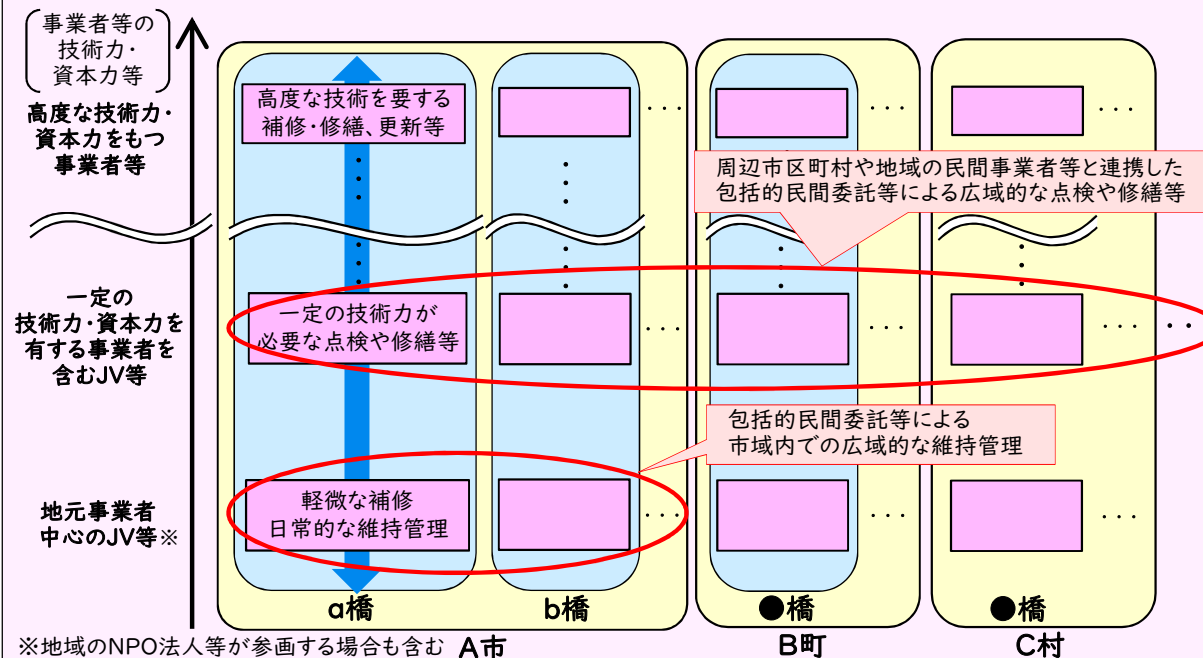 事業者等の
技術力・
資本力等
高度な技術力・
資本力をもつ
事業者等
一定の
技術力・資本力を
有する事業者を
含むJV等
地元事業者
中心のJV等※
高度な技術を要する
補修・修繕、更新等
周辺市区町村や地域の民間事業者等と連携した
包括的民間委託等による広域的な点検や修繕等
一定の技術力が
必要な点検や修繕等
包括的民間委託等による
市域内での広域的な維持管理
軽微な補修
日常的な維持管理
a橋
b橋
●橋
●橋
※地域のNPO法人等が参画する場合も含む
A市
B町
C村